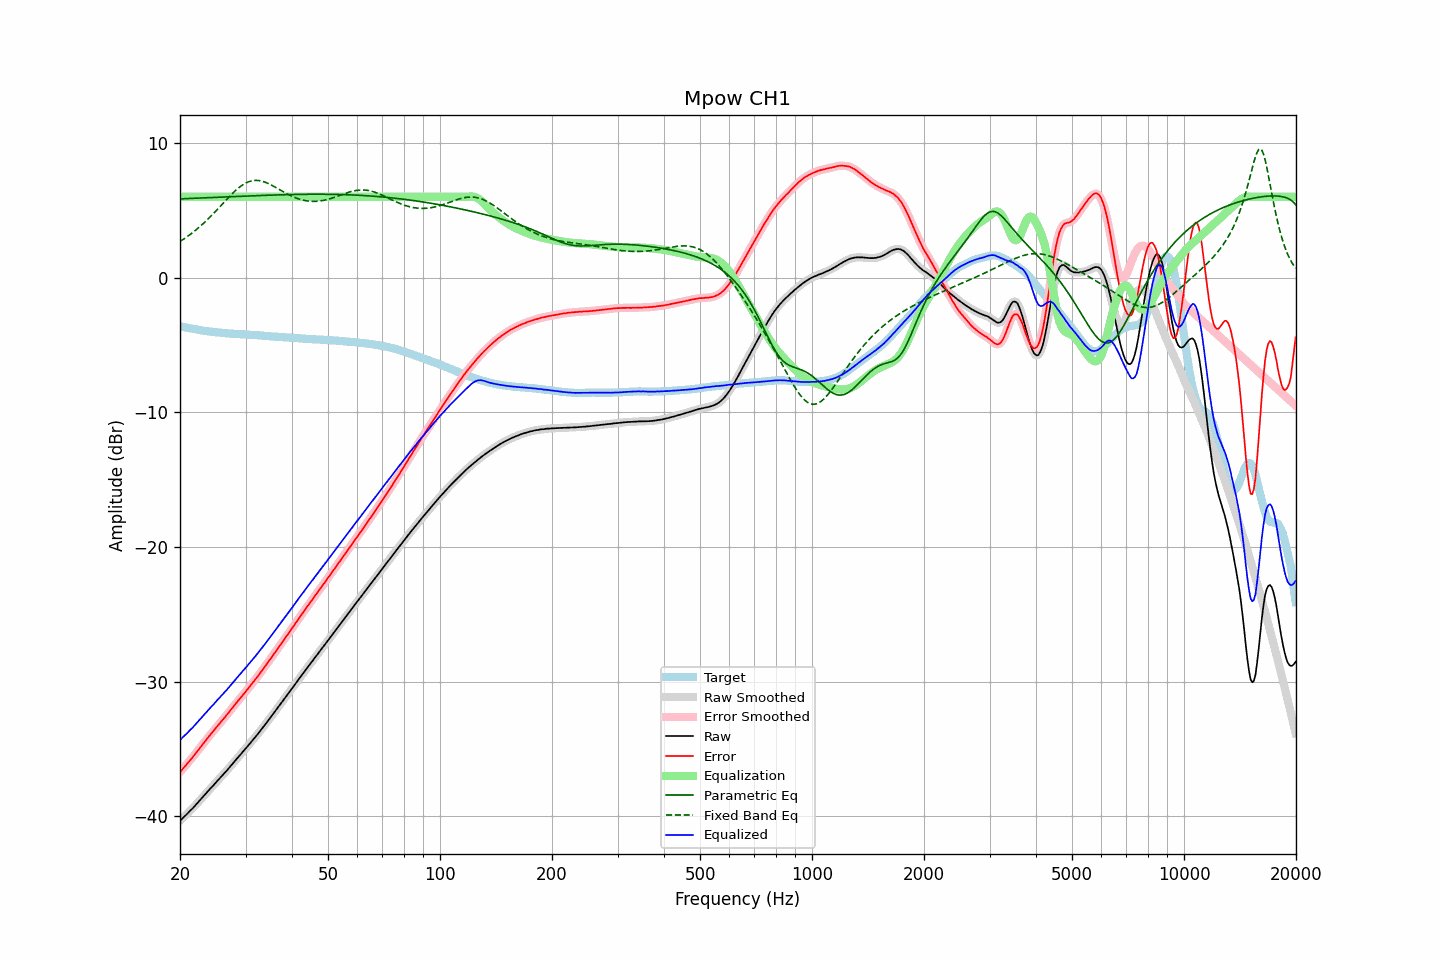 Mpow CH1
10
0
−10
−20
−30
−40
Amplitude (dBr)
20
50
100
200
500
1000
2000
5000
10000
20000
Frequency (Hz)
Target
Raw Smoothed
Error Smoothed
Raw
Error
Equalization
Parametric Eq
Fixed Band Eq
Equalized